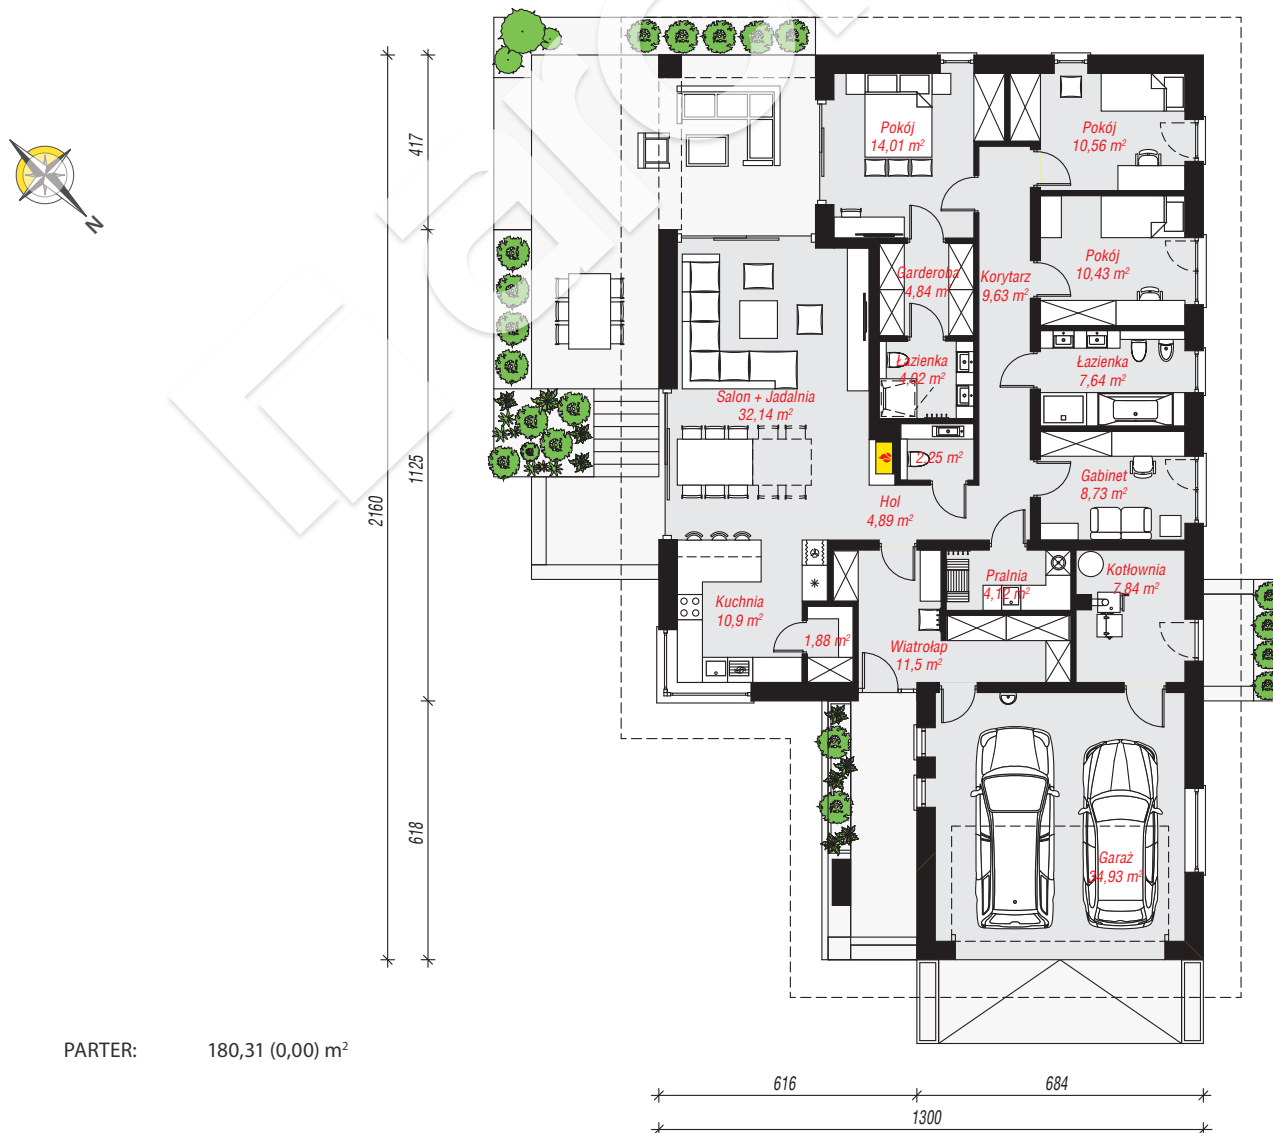 Pokój
14,01 m²
Pokój
10,56 m²
417
N
Pokój
10,43 m²
Garderoba
4,84 m²
Korytarz
9,63 m²
Łazienka
4,02 m²
Łazienka
7,64 m²
Salon + Jadalnia
32,14 m²
2,25 m²
Gabinet
8,73 m²
1125
2160
Hol
4,89 m²
Pralnia
4,12 m²
Kotłownia
7,84 m²
Kuchnia
10,9 m²
1,88 m²
Wiatrołap
11,5 m²
618
Garaż
34,93 m²
PARTER: 180,31 (0,00) m²
616
684
1300